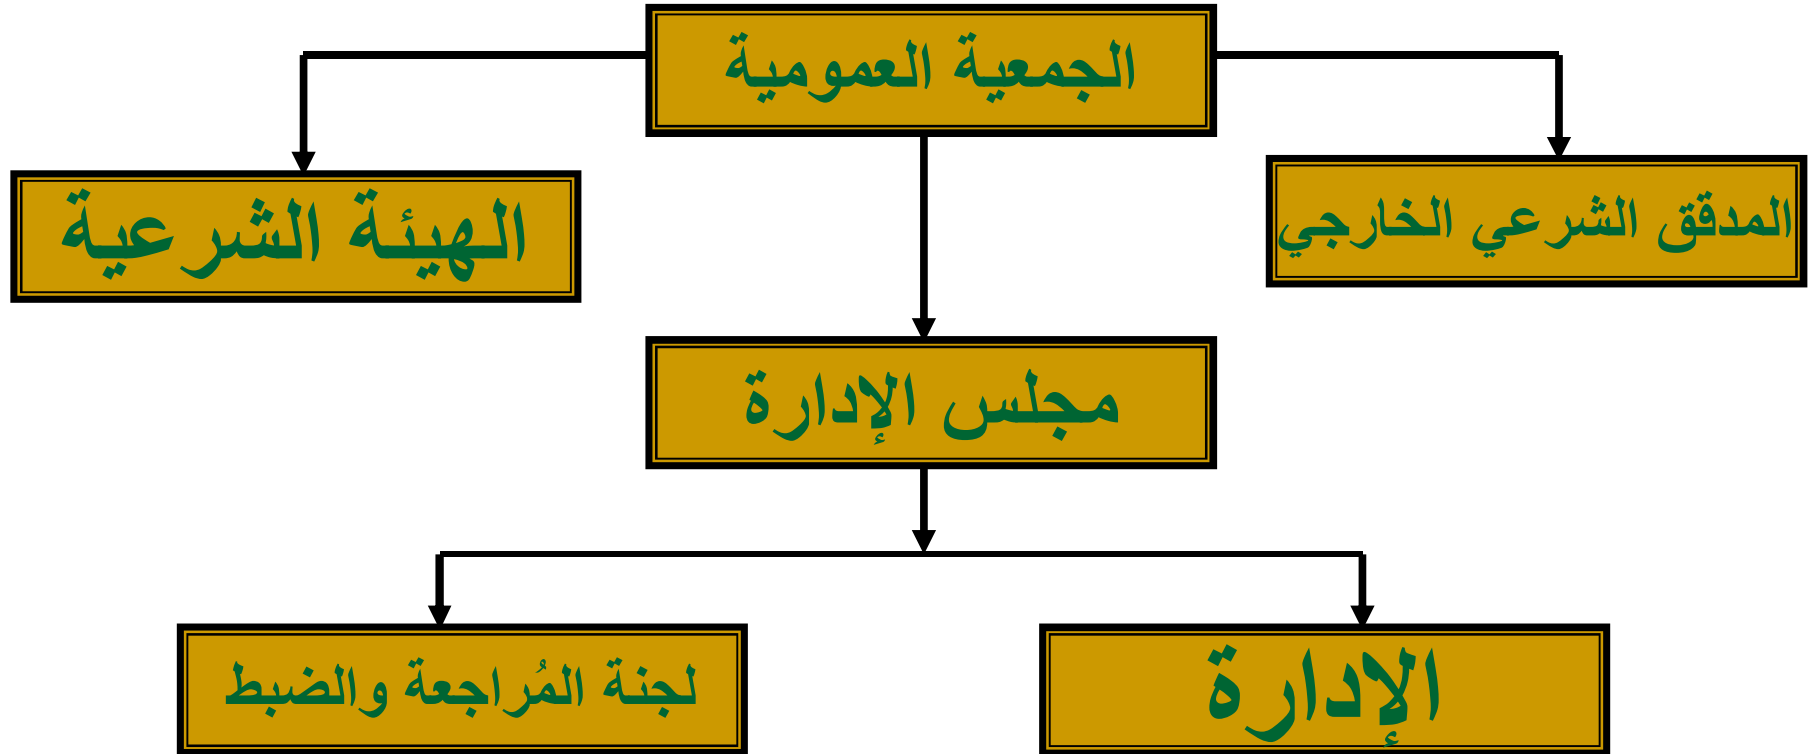 الجمعية العمومية
المدقق الشرعي الخارجي
الهيئة الشرعية
مجلس الإدارة
الإدارة
لجنة المُراجعة والضبط